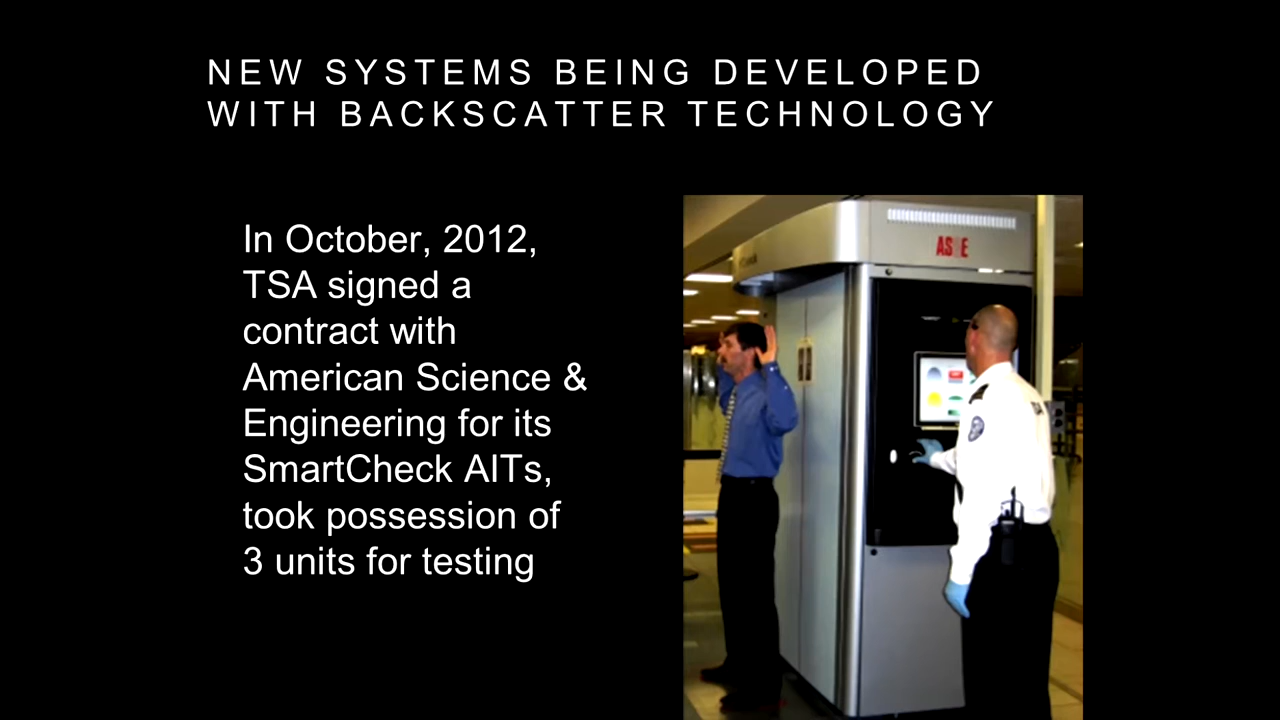 NEW SYSTEMS BEING DEVELOPED
WITH BACKSCATTER TECHNOLOGY
In October, 2012,
TSA signed a
contract with
American Science &
Engineering for its
SmartCheck AITs,
took possession of
3 units for testing
AS&E